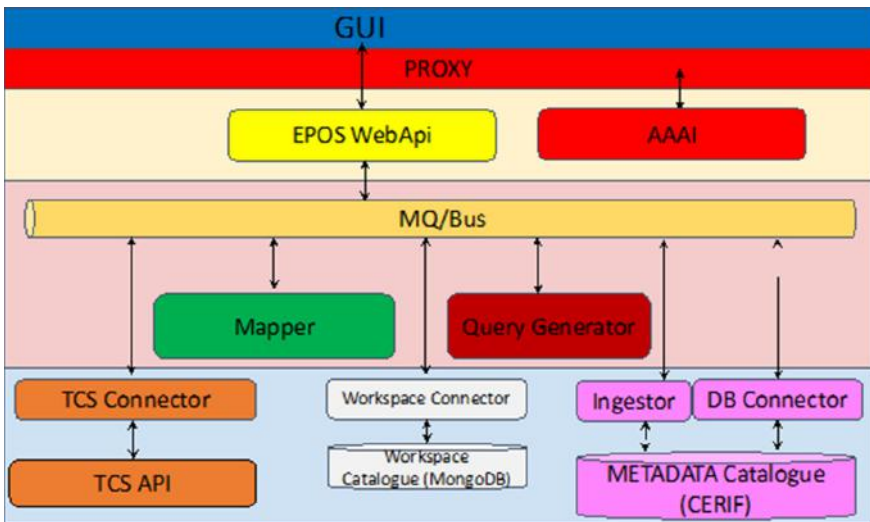 GUI
PROXY
EPOS WebApi
AAAI
MQ/Bus
Mapper
Query Generator
TCS Connector
Workspace Connector
Ingestor
DB Connector
TCS API
Workspace
Catalogue (MongoDB)
METADATA Catalogue
(CERIF)